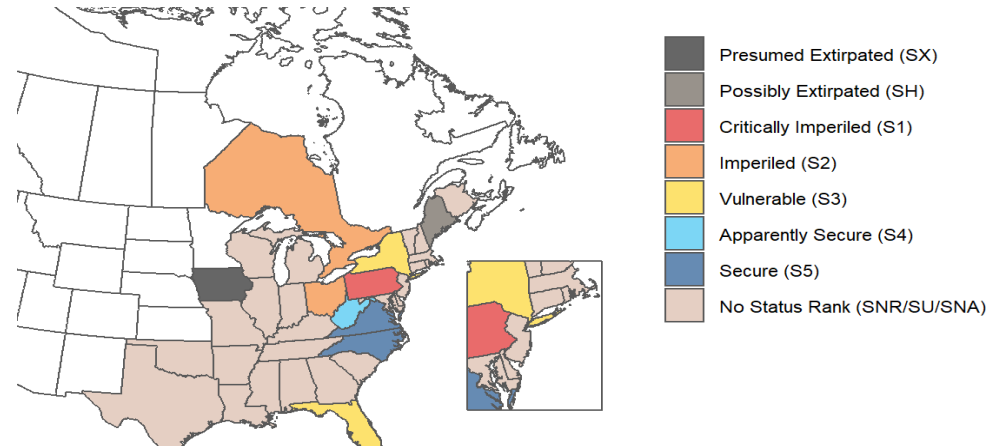 Presumed Extirpated (SX)
Possibly Extirpated (SH)
Critically Imperiled (S1)
Imperiled (S2)
Vulnerable (S3)
Apparently Secure (S4)
Secure (S5)
No Status Rank (SNR/SU/SNA)